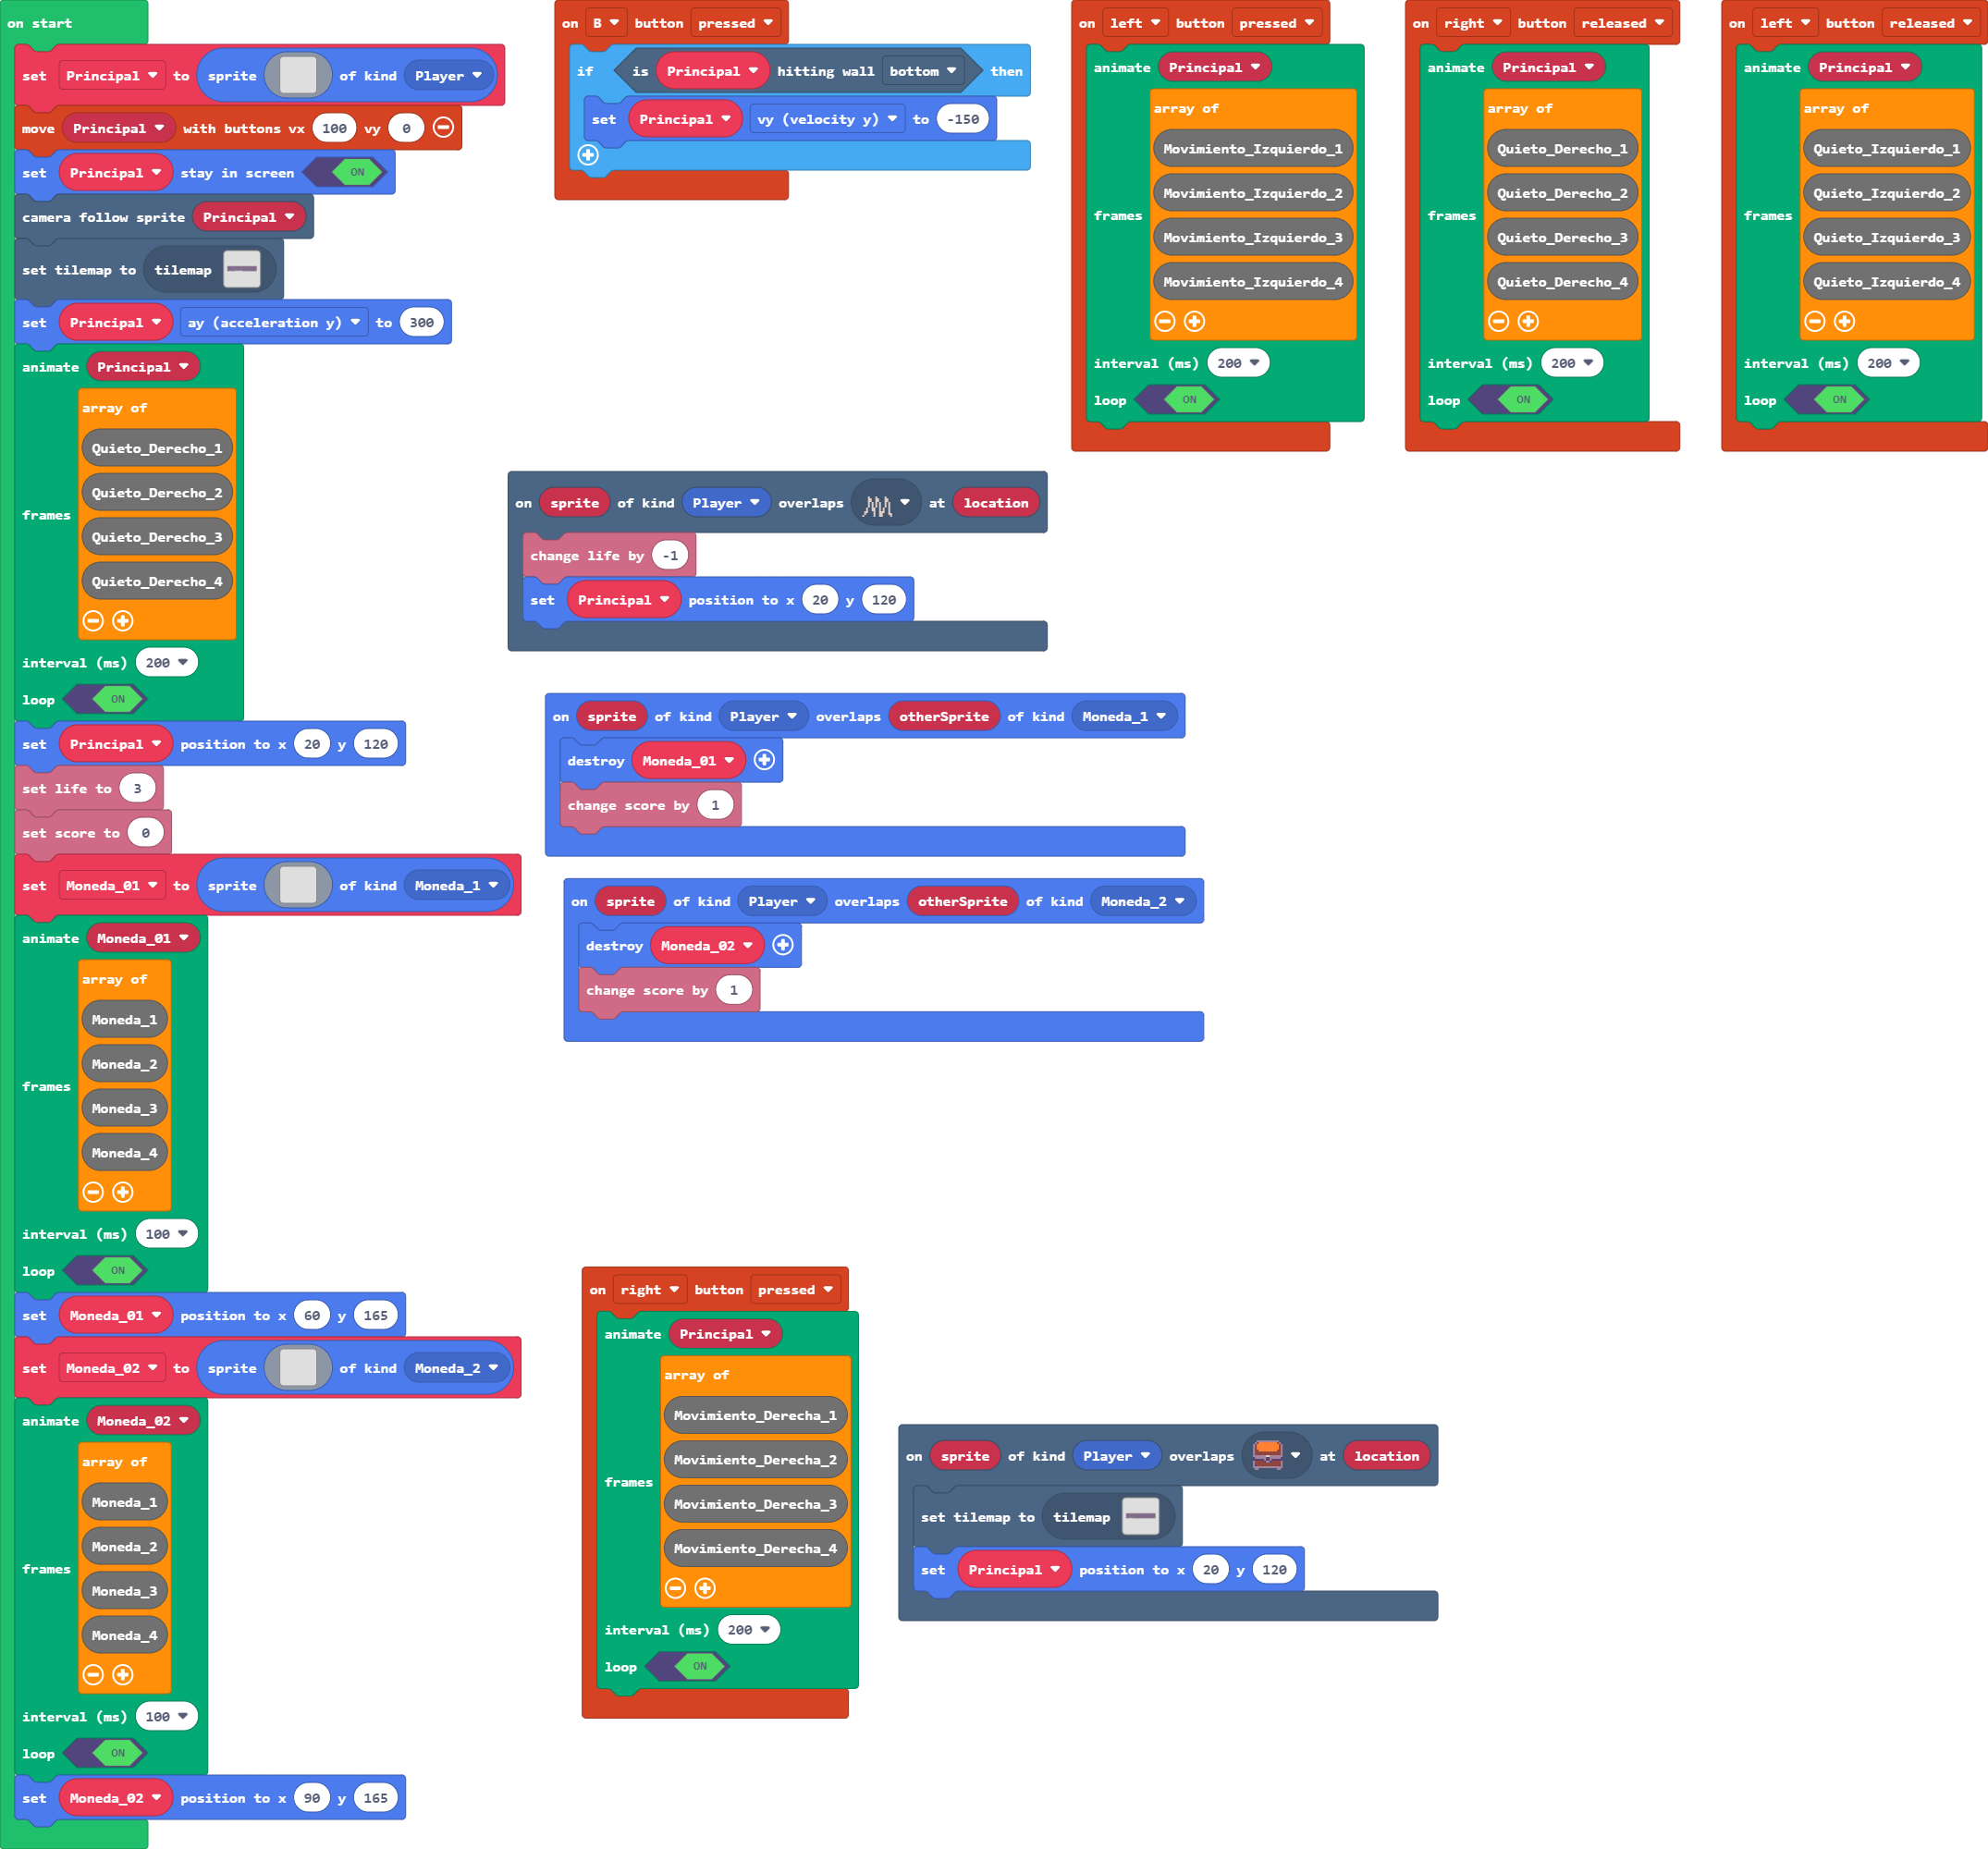 on start
set Principal to sprite of kind Player
move Principal with buttons vx 100 vy 0
set Principal stay in screen ON
camera follow sprite Principal
set tilemap to tilemap
set Principal ay (acceleration y) to 300
animate Principal
array of
Quieto_Derecho_1
Quieto_Derecho_2
frames
Quieto_Derecho_3
Quieto_Derecho_4
interval (ms) 200
loop ON
set Principal position to x 20 y 120
set life to 3
set score to 0
set Moneda_01 to sprite of kind Moneda_1
animate Moneda_01
array of
Moneda_1
Moneda_2
frames
Moneda_3
Moneda_4
interval (ms) 100
loop ON
set Moneda_01 position to x 60 y 165
set Moneda_02 to sprite of kind Moneda_2
animate Moneda_02
array of
Moneda_1
Moneda_2
frames
Moneda_3
Moneda_4
interval (ms) 100
loop ON
set Moneda_02 position to x 90 y 165
on B button pressed
if is Principal hitting wall bottom then
set Principal vy (velocity y) to -150
on left button pressed
animate Principal
array of
Movimiento_Izquierdo_1
Movimiento_Izquierdo_2
frames
Movimiento_Izquierdo_3
Movimiento_Izquierdo_4
interval (ms) 200
loop ON
on right button released
animate Principal
array of
Quieto_Derecho_1
Quieto_Derecho_2
frames
Quieto_Derecho_3
Quieto_Derecho_4
interval (ms) 200
loop ON
on left button released
animate Principal
array of
Quieto_Izquierdo_1
Quieto_Izquierdo_2
frames
Quieto_Izquierdo_3
Quieto_Izquierdo_4
interval (ms) 200
loop ON
on sprite of kind Player overlaps at location
change life by -1
set Principal position to x 20 y 120
on sprite of kind Player overlaps otherSprite of kind Moneda_1
destroy Moneda_01
change score by 1
on sprite of kind Player overlaps otherSprite of kind Moneda_2
destroy Moneda_02
change score by 1
on right button pressed
animate Principal
array of
Movimiento_Derecha_1
Movimiento_Derecha_2
frames
Movimiento_Derecha_3
Movimiento_Derecha_4
interval (ms) 200
loop ON
on sprite of kind Player overlaps at location
set tilemap to tilemap
set Principal position to x 20 y 120